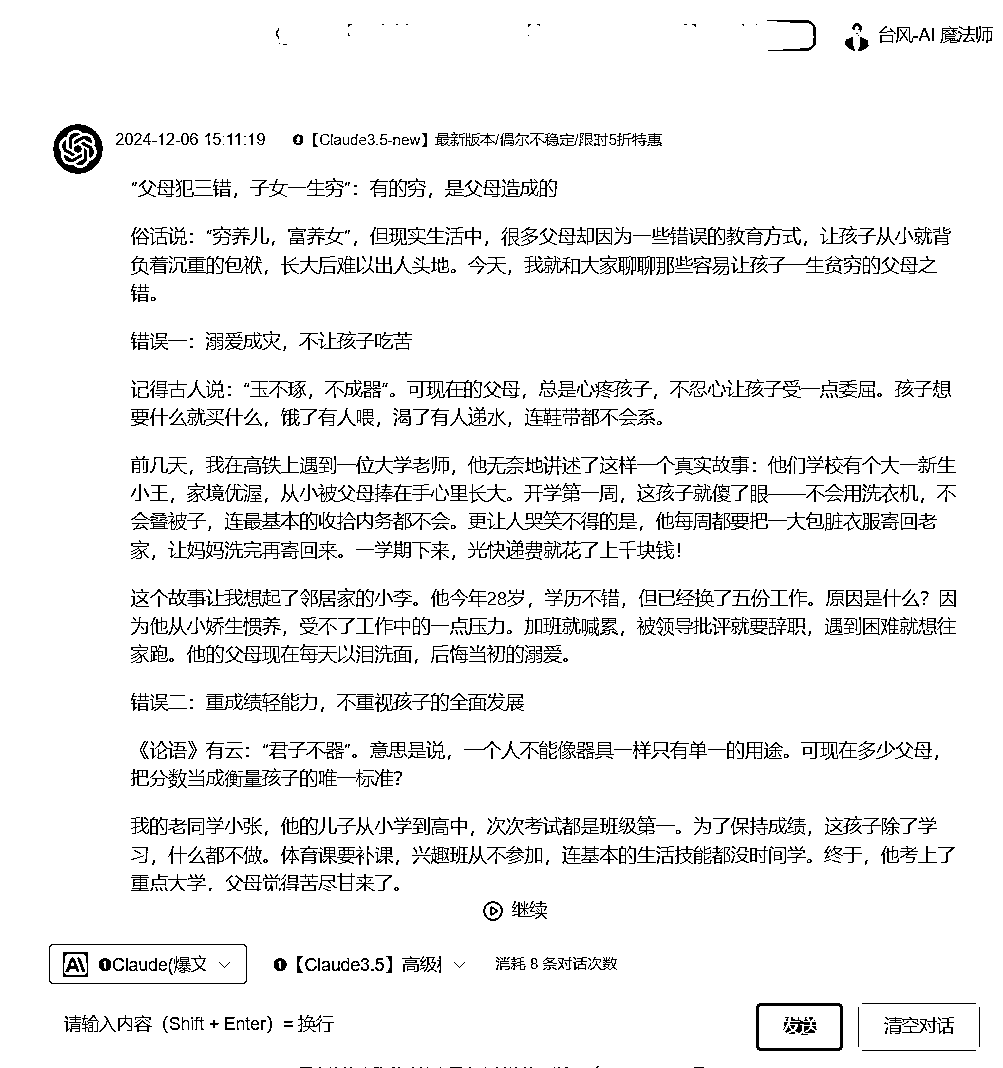 台风-AI 魔法师
2024-12-06 15:11:19 ❶【Claude3.5-new】最新版本/偶尔不稳定/限时5折特惠
“父母犯三错，子女一生穷”：有的穷，是父母造成的
俗话说：“穷养儿，富养女”，但现实生活中，很多父母却因为一些错误的教育方式，让孩子从小就背
负着沉重的包袱，长大后难以出人头地。今天，我就和大家聊聊那些容易让孩子一生贫穷的父母之
错。
错误一：溺爱成灾，不让孩子吃苦
记得古人说：“玉不琢，不成器”。可现在的父母，总是心疼孩子，不忍心让孩子受一点委屈。孩子想
要什么就买什么，饿了有人喂，渴了有人递水，连鞋带都不会系。
前几天，我在高铁上遇到一位大学老师，他无奈地讲述了这样一个真实故事：他们学校有个大一新生
小王，家境优渥，从小被父母捧在手心里长大。开学第一周，这孩子就傻了眼——不会用洗衣机，不
会叠被子，连最基本的收拾内务都不会。更让人哭笑不得的是，他每周都要把一大包脏衣服寄回老
家，让妈妈洗完再寄回来。一学期下来，光快递费就花了上千块钱！
这个故事让我想起了邻居家的小李。他今年28岁，学历不错，但已经换了五份工作。原因是什么？因
为他从小娇生惯养，受不了工作中的一点压力。加班就喊累，被领导批评就要辞职，遇到困难就想往
家跑。他的父母现在每天以泪洗面，后悔当初的溺爱。
错误二：重成绩轻能力，不重视孩子的全面发展
《论语》有云：“君子不器”。意思是说，一个人不能像器具一样只有单一的用途。可现在多少父母，
把分数当成衡量孩子的唯一标准？
我的老同学小张，他的儿子从小学到高中，次次考试都是班级第一。为了保持成绩，这孩子除了学
习，什么都不做。体育课要补课，兴趣班从不参加，连基本的生活技能都没时间学。终于，他考上了
重点大学，父母觉得苦尽甘来了。
继续
❶Claude(爆文 ❶【Claude3.5】高级 消耗 8 条对话次数
请输入内容（Shift + Enter）= 换行
发送 清空对话